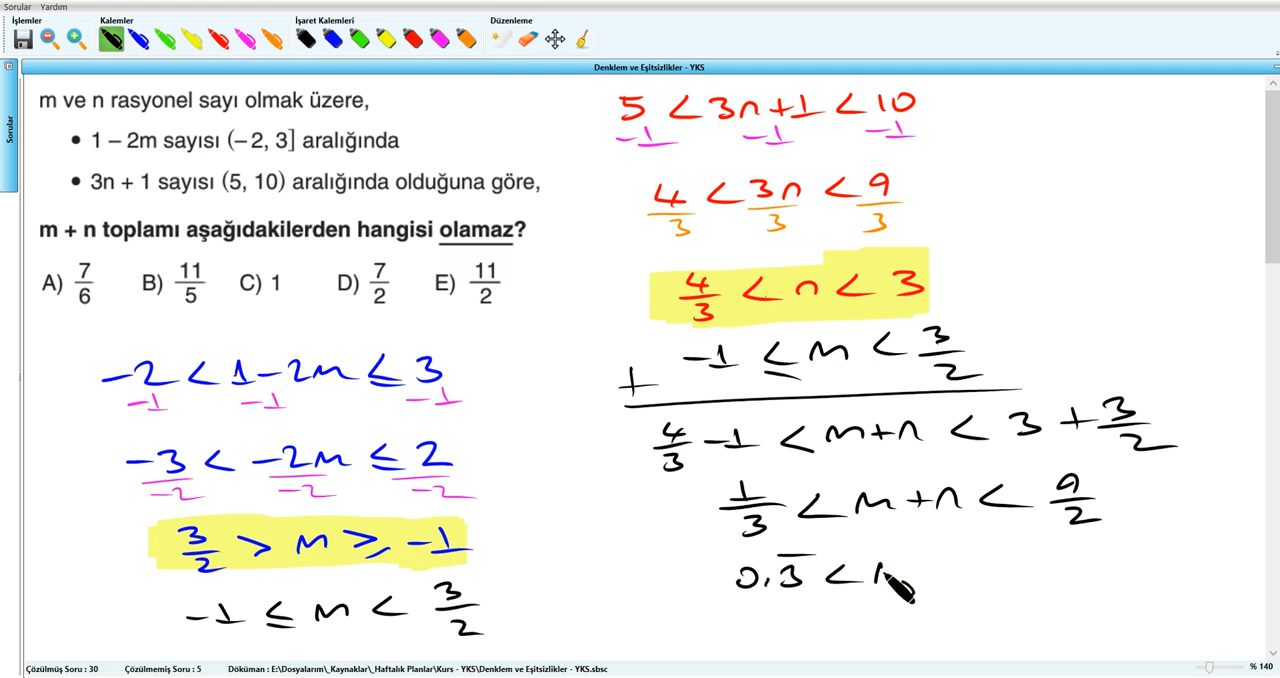 Sorular Yardım
İşlemler Kalemler İşaret Kalemleri Düzenleme
Denklem ve Eşitsizlikler - YKS
Sorular
m ve n rasyonel sayı olmak üzere,
• 1 – 2m sayısı (– 2, 3] aralığında
• 3n + 1 sayısı (5, 10) aralığında olduğuna göre,
m + n toplamı aşağıdakilerden hangisi olamaz?
A) 7/6 B) 11/5 C) 1 D) 7/2 E) 11/2
-2 < 1-2m ≤ 3
-1 -1 -1
-3 < -2m ≤ 2
-2 -2 -2
3/2 > m ≥ -1
-1 ≤ m < 3/2
5 < 3n+1 < 10
-1 -1 -1
4/3 < 3n/3 < 9/3
4/3 < n < 3
-1 ≤ m < 3/2
+
4/3 -1 < m+n < 3 + 3/2
1/3 < m+n < 9/2
0,3̅ <
Çözülmüş Soru : 30 Çözülmemiş Soru : 5 Döküman : E:\Dosyalarım\_Kaynaklar\_Haftalık Planlar\Kurs - YKS\Denklem ve Eşitsizlikler - YKS.sbsc % 140